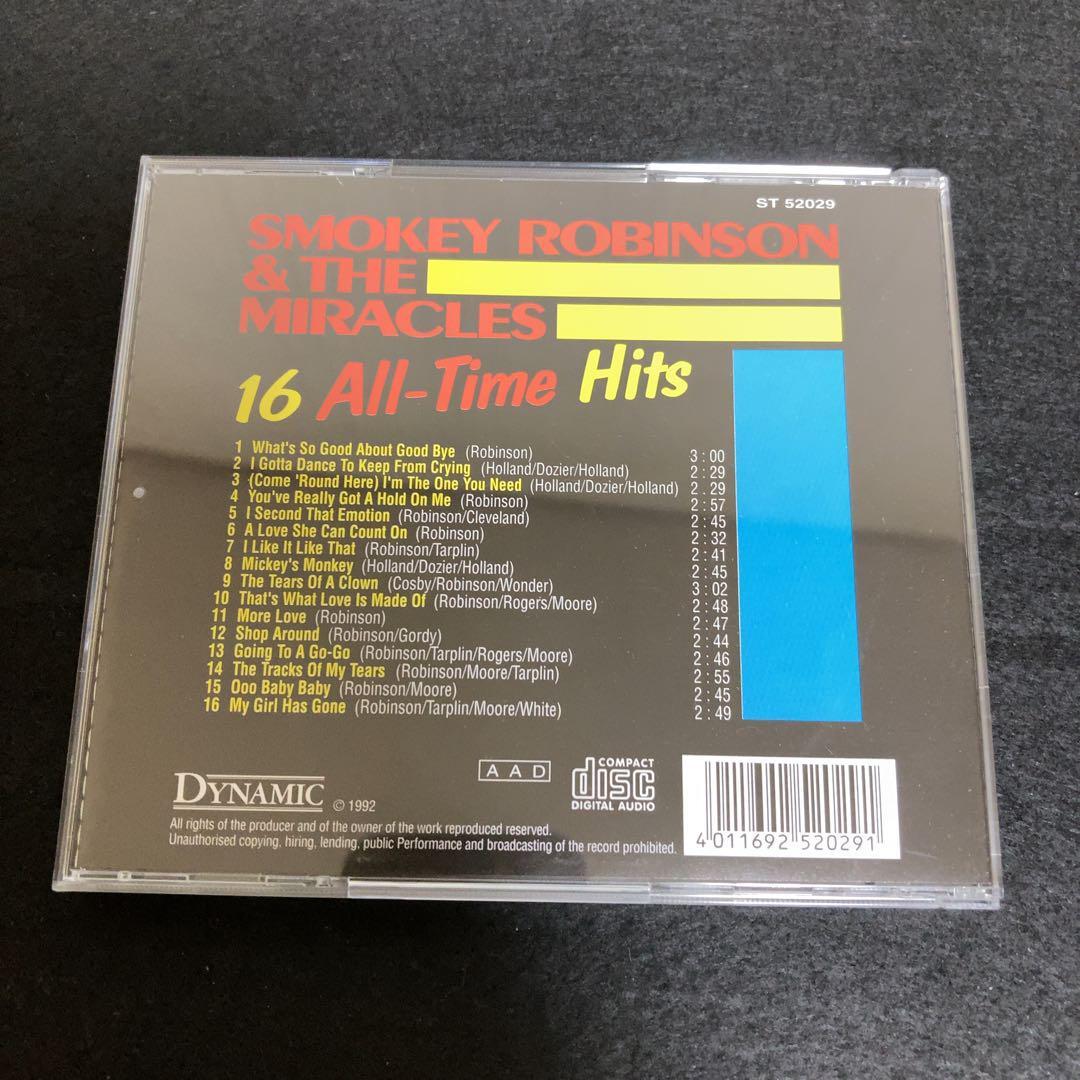 ST 52029
SMOKEY ROBINSON
& THE
MIRACLES
16 All-Time Hits
1 What's So Good About Good Bye (Robinson) 3:00
2 I Gotta Dance To Keep From Crying (Holland/Dozier/Holland) 2:29
3 (Come 'Round Here) I'm The One You Need (Holland/Dozier/Holland) 2.29
4 You've Really Got A Hold On Me (Robinson) 2:57
5 I Second That Emotion (Robinson/Cleveland) 2:45
6 A Love She Can Count On (Robinson) 2:32
7 I Like It Like That (Robinson/Tarplin) 2:41
8 Mickey's Monkey (Holland/Dozier/Holland) 2:45
9 The Tears Of A Clown (Cosby/Robinson/Wonder) 3:02
10 That's What Love Is Made Of (Robinson/Rogers/Moore) 2:48
11 More Love (Robinson) 2:47
12 Shop Around (Robinson/Gordy) 2:44
13 Going To A Go-Go (Robinson/Tarplin/Rogers/Moore) 2:46
14 The Tracks Of My Tears (Robinson/Moore/Tarplin) 2:55
15 Ooo Baby Baby (Robinson/Moore) 2:45
16 My Girl Has Gone (Robinson/Tarplin/Moore/White) 2:49
DYNAMIC © 1992
AAD
COMPACT
disc
DIGITAL AUDIO
All rights of the producer and of the owner of the work reproduced reserved.
Unauthorised copying, hiring, lending, public Performance and broadcasting of the record prohibited.
4 011692 520291